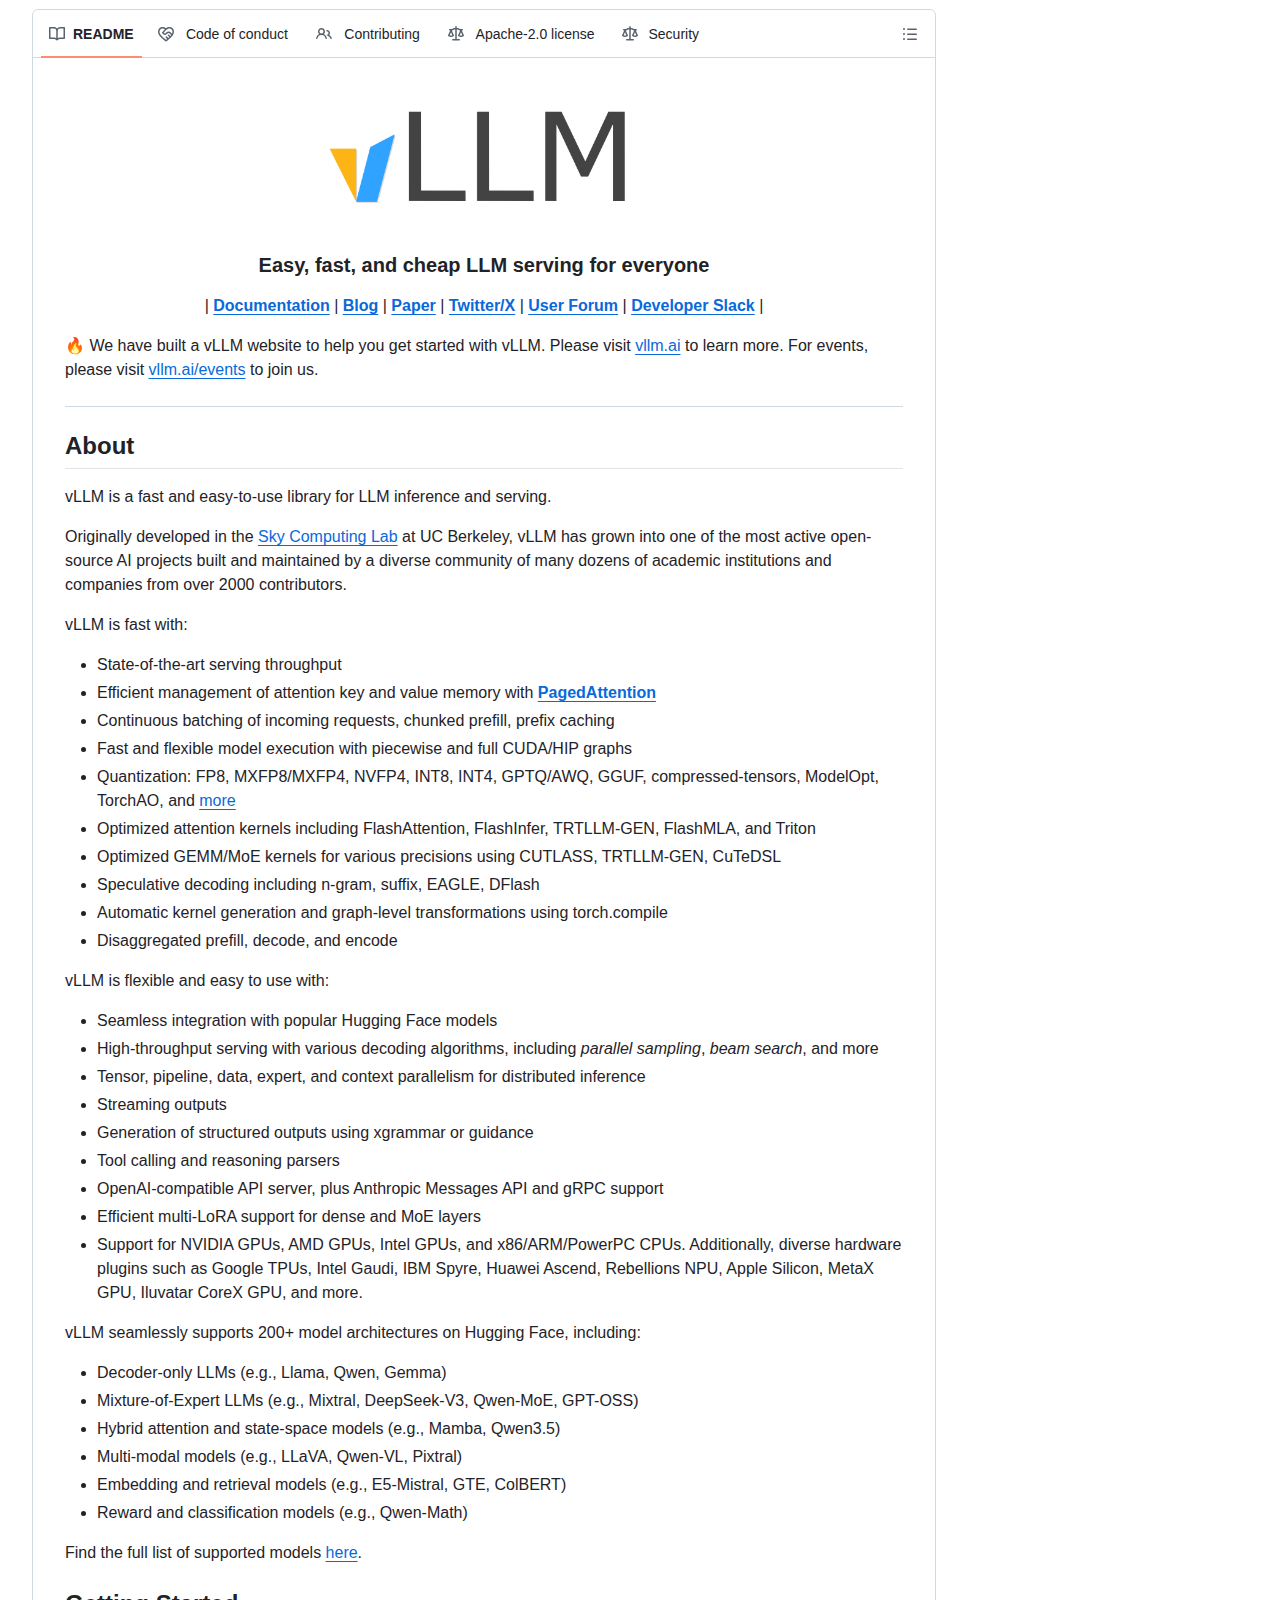 README Code of conduct Contributing Apache-2.0 license Security
vLLM
Easy, fast, and cheap LLM serving for everyone
| Documentation | Blog | Paper | Twitter/X | User Forum | Developer Slack |
🔥 We have built a vLLM website to help you get started with vLLM. Please visit vllm.ai to learn more. For events,
please visit vllm.ai/events to join us.
About
vLLM is a fast and easy-to-use library for LLM inference and serving.
Originally developed in the Sky Computing Lab at UC Berkeley, vLLM has grown into one of the most active open-
source AI projects built and maintained by a diverse community of many dozens of academic institutions and
companies from over 2000 contributors.
vLLM is fast with:
• State-of-the-art serving throughput
• Efficient management of attention key and value memory with PagedAttention
• Continuous batching of incoming requests, chunked prefill, prefix caching
• Fast and flexible model execution with piecewise and full CUDA/HIP graphs
• Quantization: FP8, MXFP8/MXFP4, NVFP4, INT8, INT4, GPTQ/AWQ, GGUF, compressed-tensors, ModelOpt,
TorchAO, and more
• Optimized attention kernels including FlashAttention, FlashInfer, TRTLLM-GEN, FlashMLA, and Triton
• Optimized GEMM/MoE kernels for various precisions using CUTLASS, TRTLLM-GEN, CuTeDSL
• Speculative decoding including n-gram, suffix, EAGLE, DFlash
• Automatic kernel generation and graph-level transformations using torch.compile
• Disaggregated prefill, decode, and encode
vLLM is flexible and easy to use with:
• Seamless integration with popular Hugging Face models
• High-throughput serving with various decoding algorithms, including parallel sampling, beam search, and more
• Tensor, pipeline, data, expert, and context parallelism for distributed inference
• Streaming outputs
• Generation of structured outputs using xgrammar or guidance
• Tool calling and reasoning parsers
• OpenAI-compatible API server, plus Anthropic Messages API and gRPC support
• Efficient multi-LoRA support for dense and MoE layers
• Support for NVIDIA GPUs, AMD GPUs, Intel GPUs, and x86/ARM/PowerPC CPUs. Additionally, diverse hardware
plugins such as Google TPUs, Intel Gaudi, IBM Spyre, Huawei Ascend, Rebellions NPU, Apple Silicon, MetaX
GPU, Iluvatar CoreX GPU, and more.
vLLM seamlessly supports 200+ model architectures on Hugging Face, including:
• Decoder-only LLMs (e.g., Llama, Qwen, Gemma)
• Mixture-of-Expert LLMs (e.g., Mixtral, DeepSeek-V3, Qwen-MoE, GPT-OSS)
• Hybrid attention and state-space models (e.g., Mamba, Qwen3.5)
• Multi-modal models (e.g., LLaVA, Qwen-VL, Pixtral)
• Embedding and retrieval models (e.g., E5-Mistral, GTE, ColBERT)
• Reward and classification models (e.g., Qwen-Math)
Find the full list of supported models here.
Getting Started